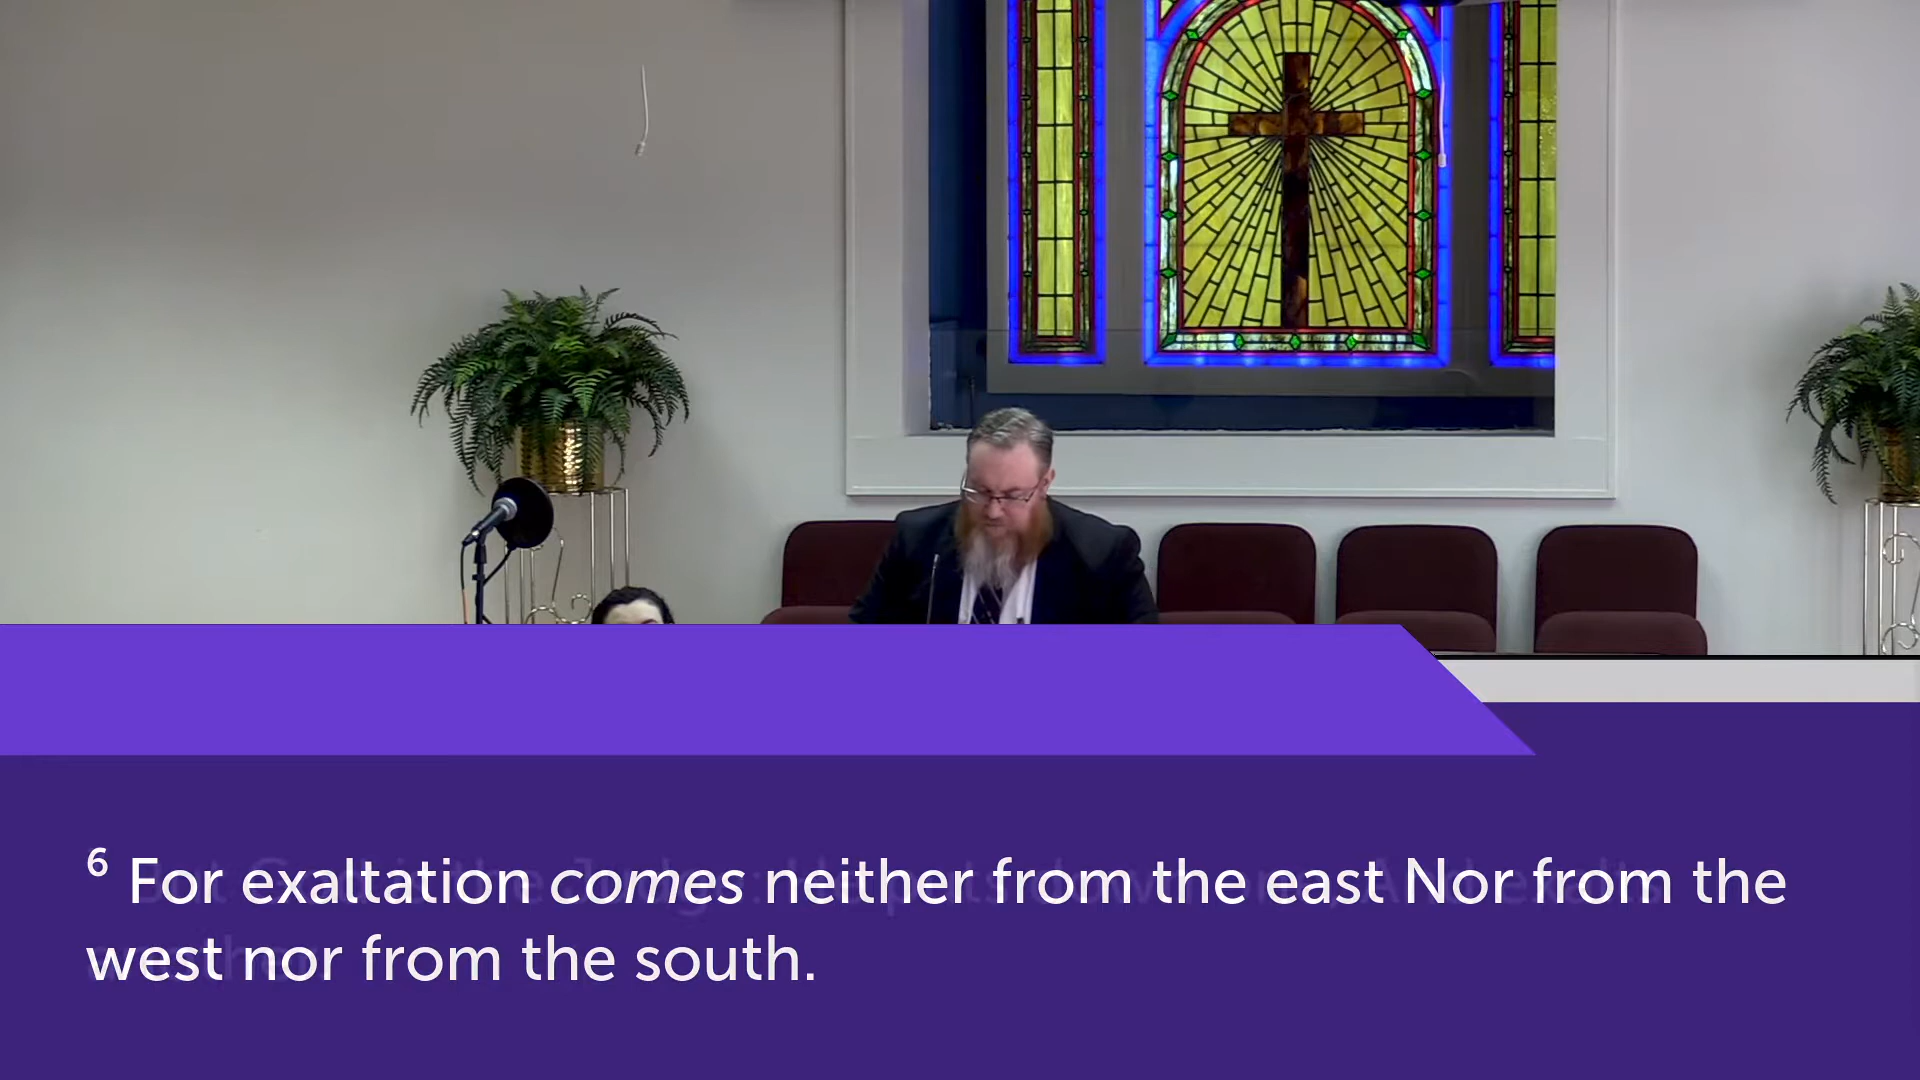 6 For exaltation comes neither from the east Nor from the
west nor from the south.